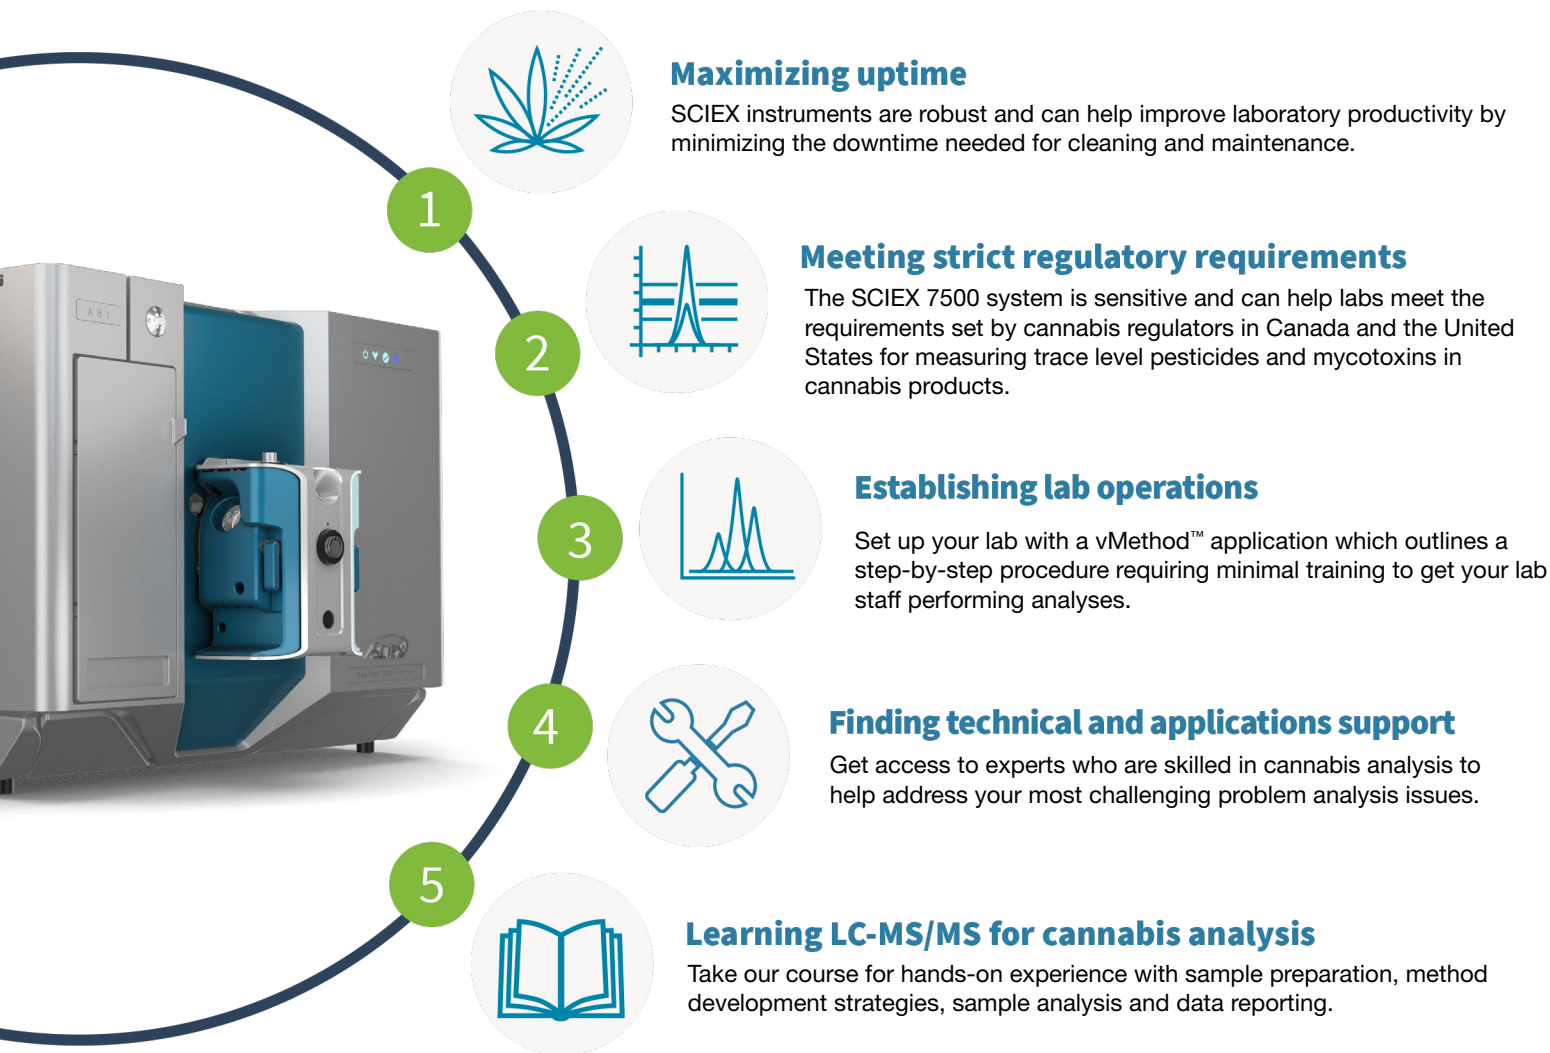 1
Maximizing uptime
SCIEX instruments are robust and can help improve laboratory productivity by
minimizing the downtime needed for cleaning and maintenance.
2
Meeting strict regulatory requirements
The SCIEX 7500 system is sensitive and can help labs meet the
requirements set by cannabis regulators in Canada and the United
States for measuring trace level pesticides and mycotoxins in
cannabis products.
3
Establishing lab operations
Set up your lab with a vMethod™ application which outlines a
step-by-step procedure requiring minimal training to get your lab
staff performing analyses.
4
Finding technical and applications support
Get access to experts who are skilled in cannabis analysis to
help address your most challenging problem analysis issues.
5
Learning LC-MS/MS for cannabis analysis
Take our course for hands-on experience with sample preparation, method
development strategies, sample analysis and data reporting.
SCIEX